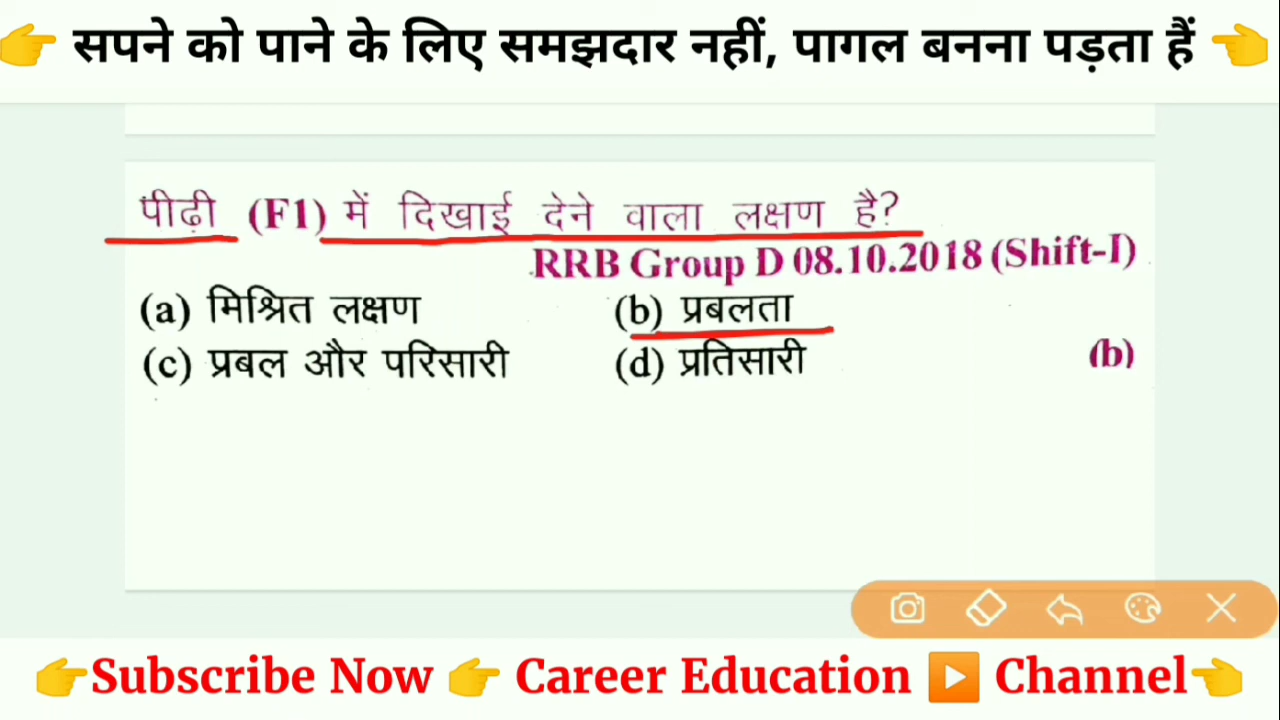 👉 सपने को पाने के लिए समझदार नहीं, पागल बनना पड़ता हैं 👈
पीढ़ी (F1) में दिखाई देने वाला लक्षण है?
RRB Group D 08.10.2018 (Shift-I)
(a) मिश्रित लक्षण (b) प्रबलता
(c) प्रबल और परिसारी (d) प्रतिसारी (b)
👉Subscribe Now 👉 Career Education ▶️ Channel👈